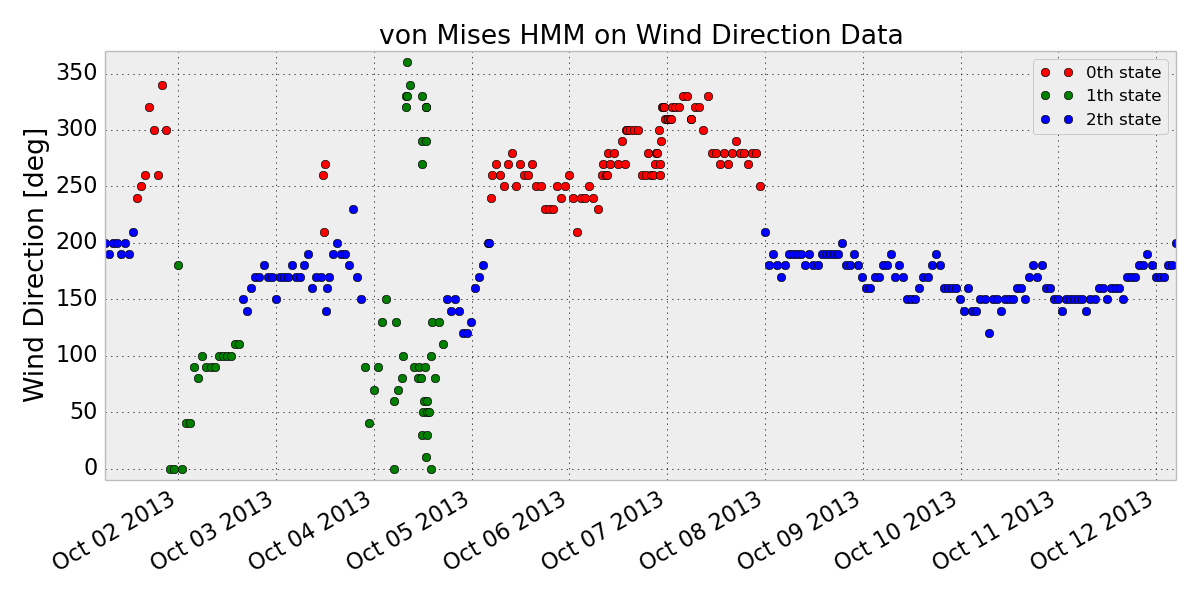 von Mises HMM on Wind Direction Data
Wind Direction [deg]
350
300
250
200
150
100
50
0
0th state
1th state
2th state
Oct 02 2013
Oct 03 2013
Oct 04 2013
Oct 05 2013
Oct 06 2013
Oct 07 2013
Oct 08 2013
Oct 09 2013
Oct 10 2013
Oct 11 2013
Oct 12 2013